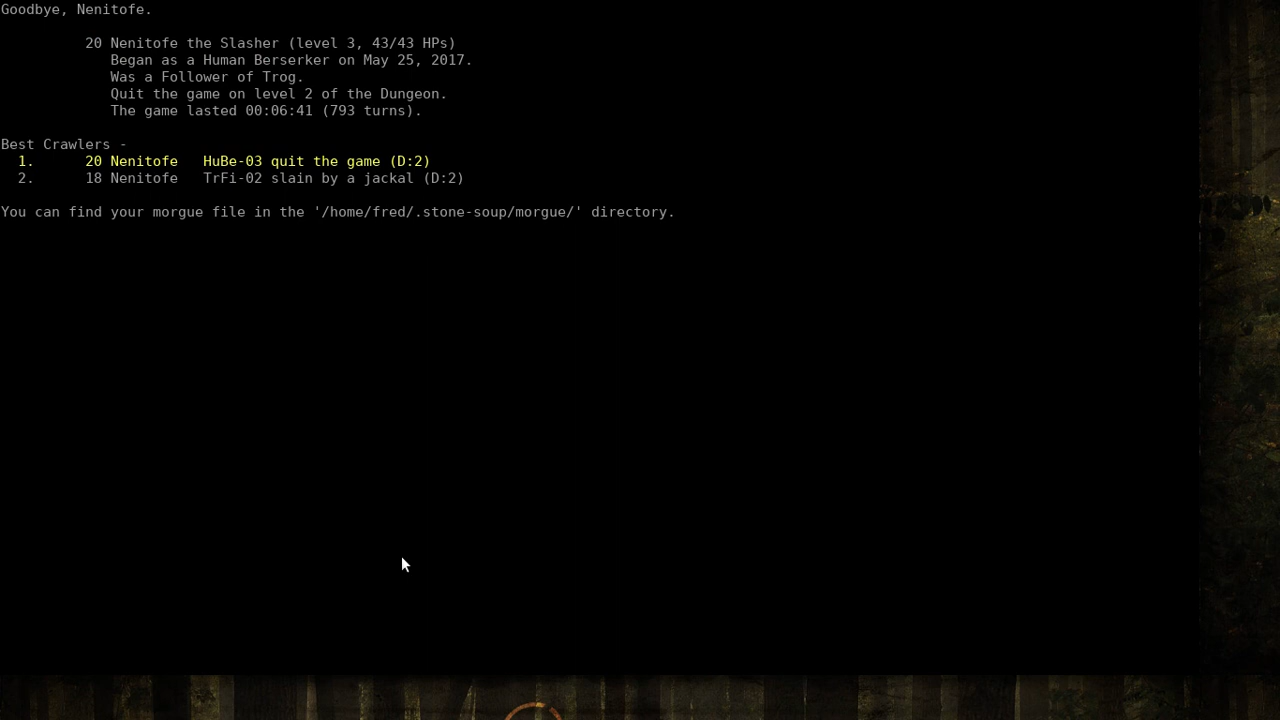 Goodbye, Nenitofe.
20 Nenitofe the Slasher (level 3, 43/43 HPs)
Began as a Human Berserker on May 25, 2017.
Was a Follower of Trog.
Quit the game on level 2 of the Dungeon.
The game lasted 00:06:41 (793 turns).
Best Crawlers -
1. 20 Nenitofe HuBe-03 quit the game (D:2)
2. 18 Nenitofe TrFi-02 slain by a jackal (D:2)
You can find your morgue file in the '/home/fred/.stone-soup/morgue/' directory.